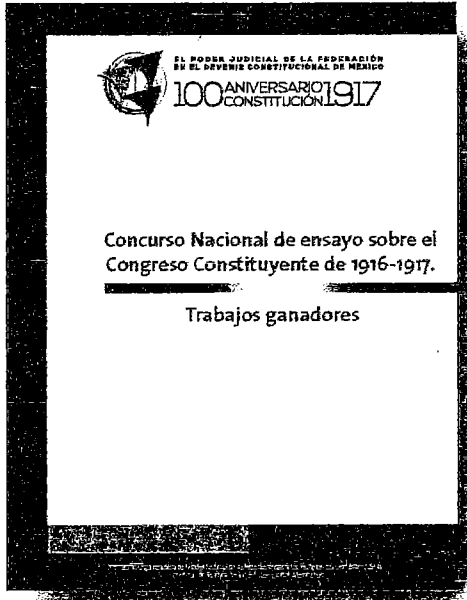 EL PODER JUDICIAL DE LA FEDERACIÓN
EN EL DEVENIR CONSTITUCIONAL DE MÉXICO
100 ANIVERSARIO CONSTITUCIÓN 1917
Concurso Nacional de ensayo sobre el
Congreso Constituyente de 1916-1917.
Trabajos ganadores